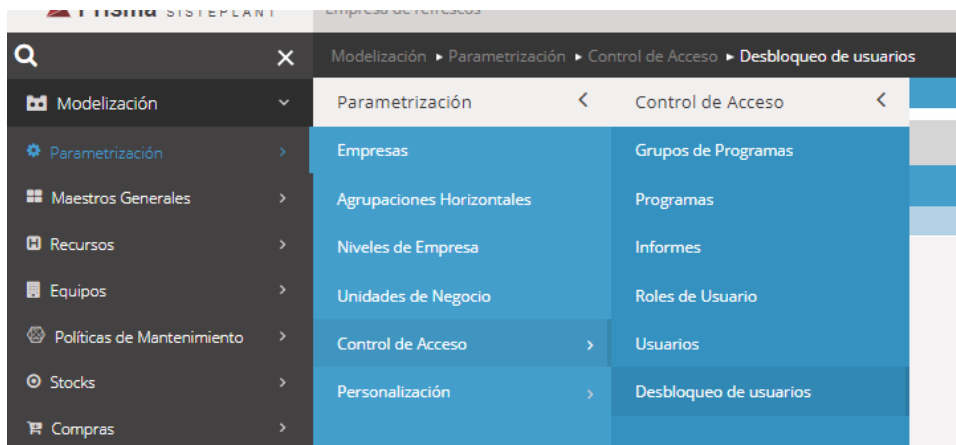 Prisma SISTEPLANT
Empresa de refrescos
Modelización ▸ Parametrización ▸ Control de Acceso ▸ Desbloqueo de usuarios
Modelización
Parametrización
Maestros Generales
Recursos
Equipos
Políticas de Mantenimiento
Stocks
Compras
Parametrización
Empresas
Agrupaciones Horizontales
Niveles de Empresa
Unidades de Negocio
Control de Acceso
Personalización
Control de Acceso
Grupos de Programas
Programas
Informes
Roles de Usuario
Usuarios
Desbloqueo de usuarios